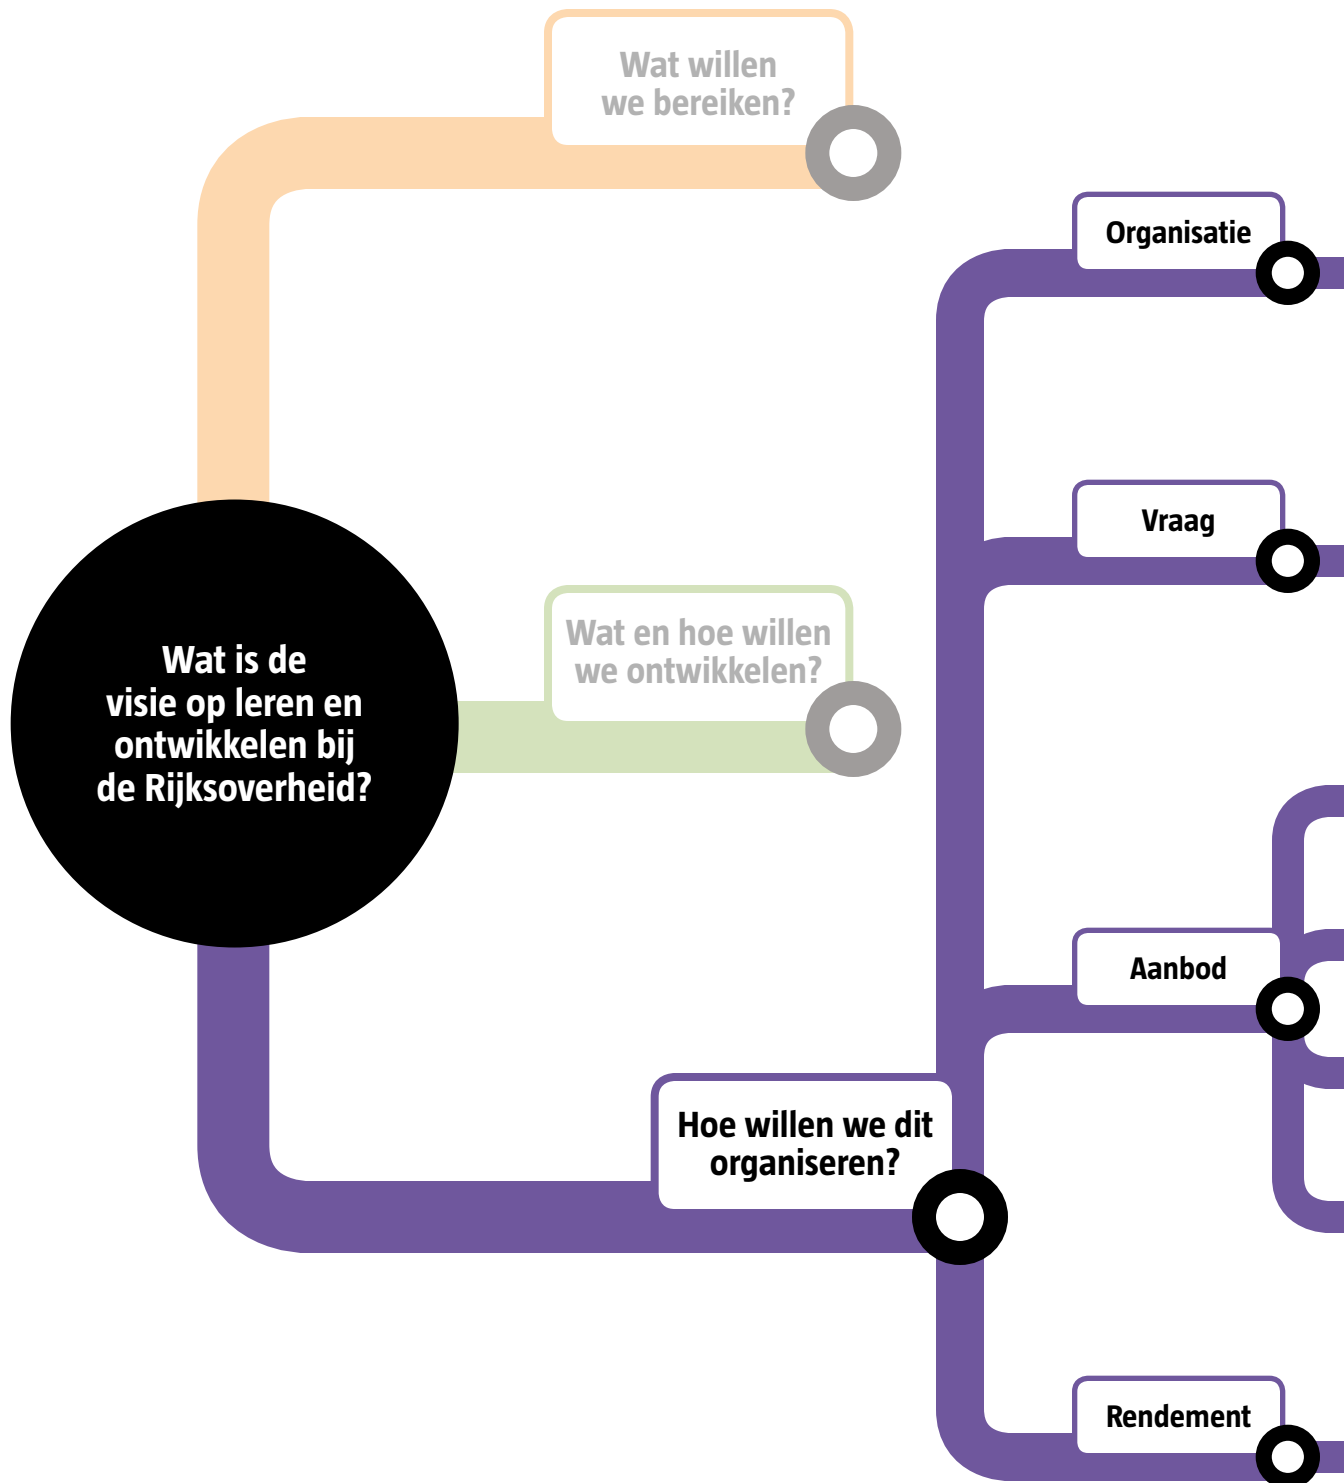 Wat willen
we bereiken?
Organisatie
Vraag
Wat en hoe willen
we ontwikkelen?
Wat is de
visie op leren en
ontwikkelen bij
de Rijksoverheid?
Aanbod
Hoe willen we dit
organiseren?
Rendement